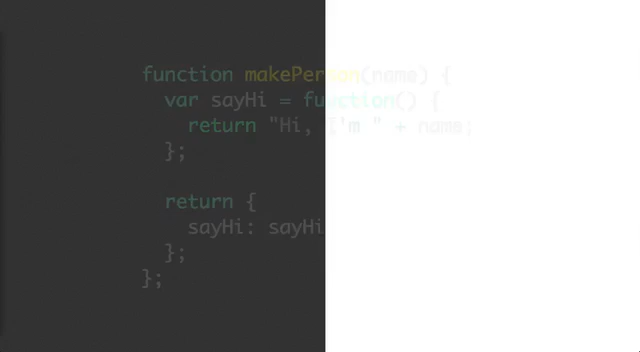 function makePerson(name) {
var sayHi = function() {
return "Hi, I'm " + name;
};
return {
sayHi: sayHi
};
};